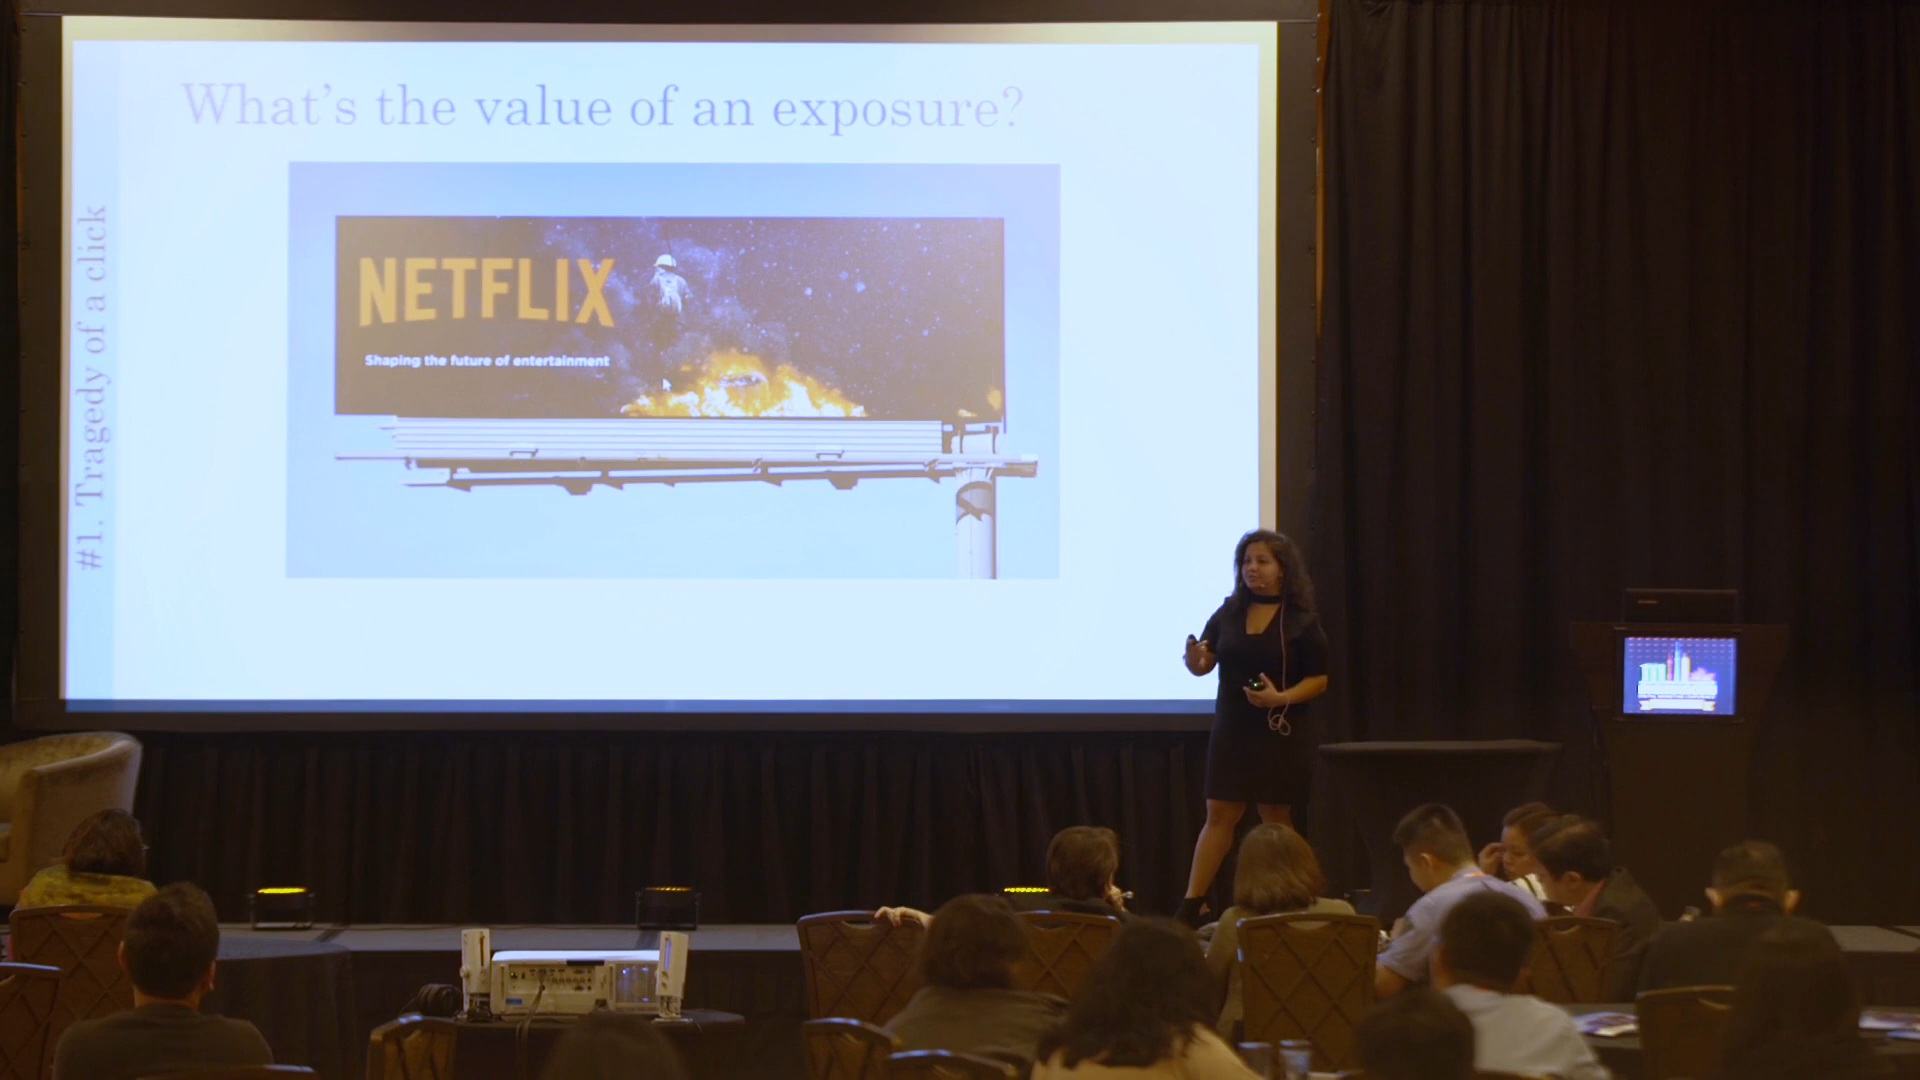 What's the value of an exposure?
#1. Tragedy of a click
NETFLIX
Shaping the future of entertainment